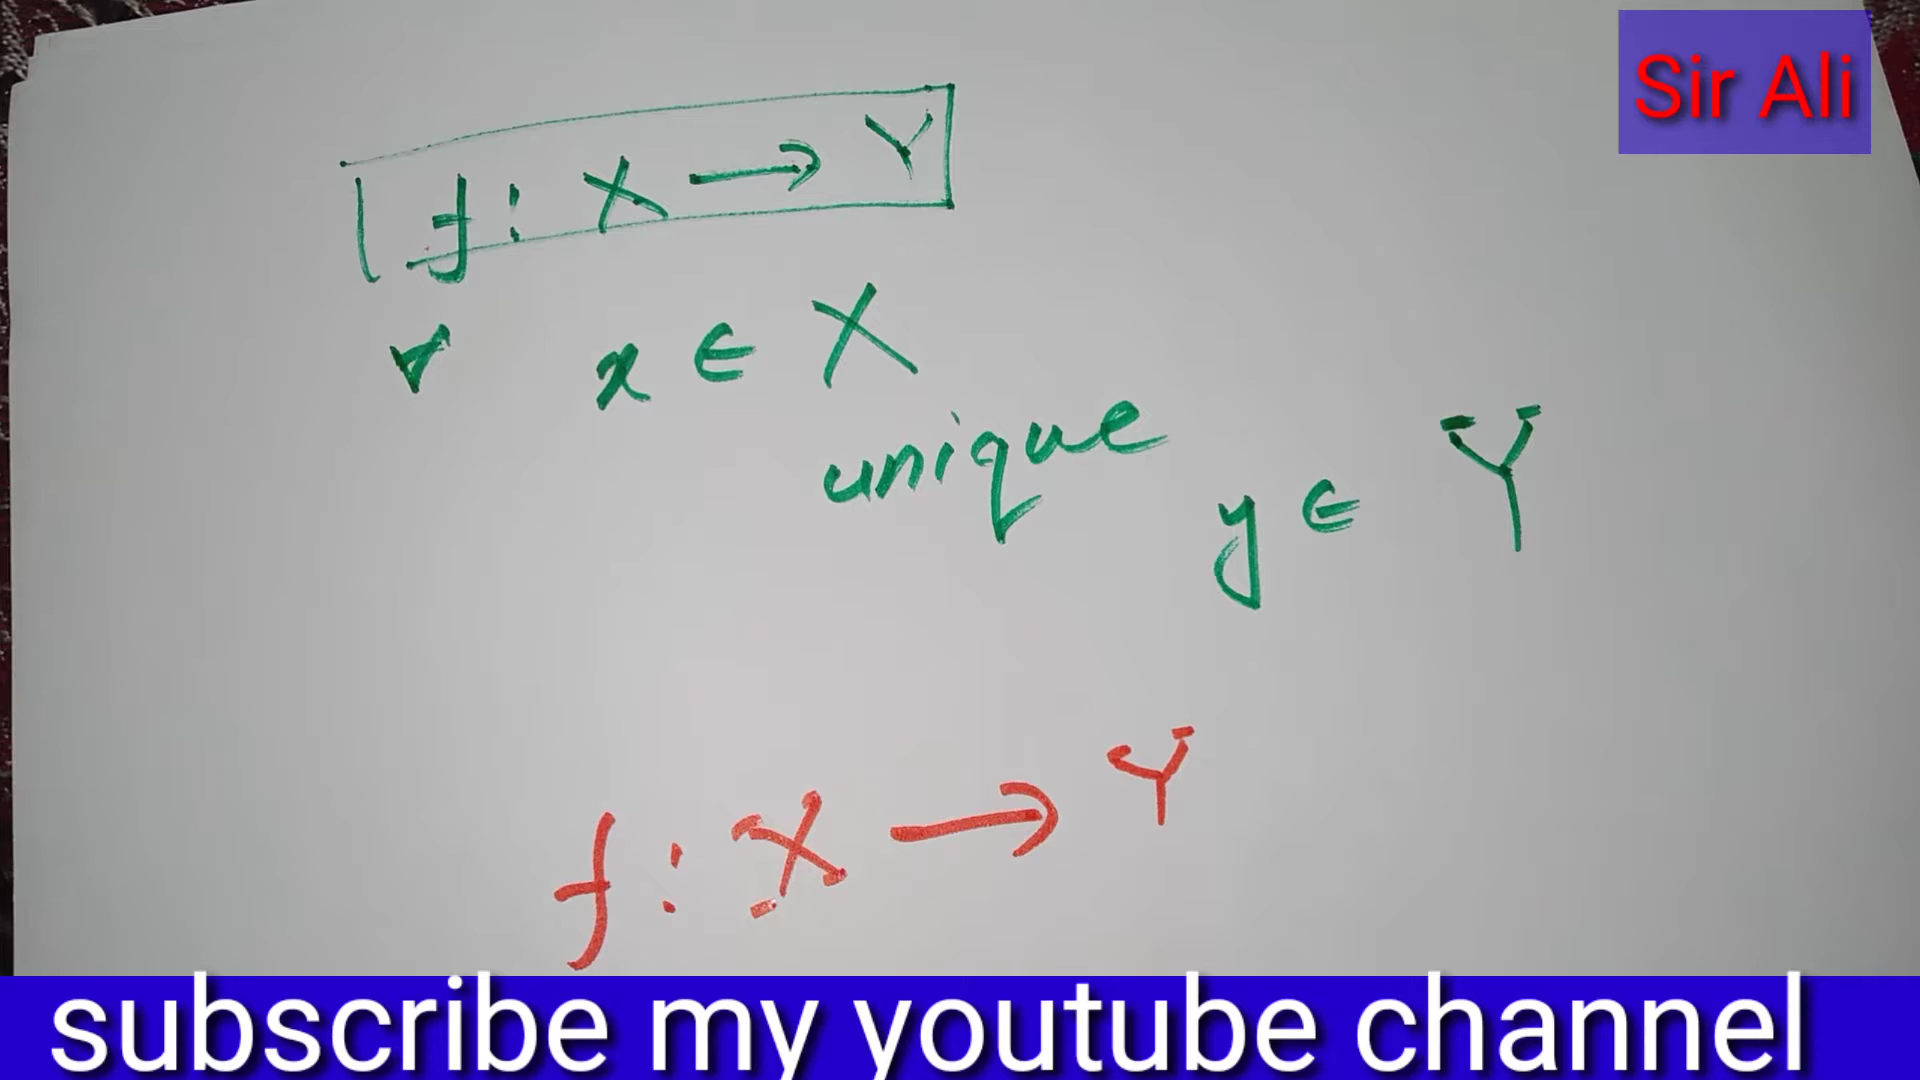 Sir Ali
f : X → Y
∀ x ∈ X
unique
y ∈ Y
f : X → Y
subscribe my youtube channel